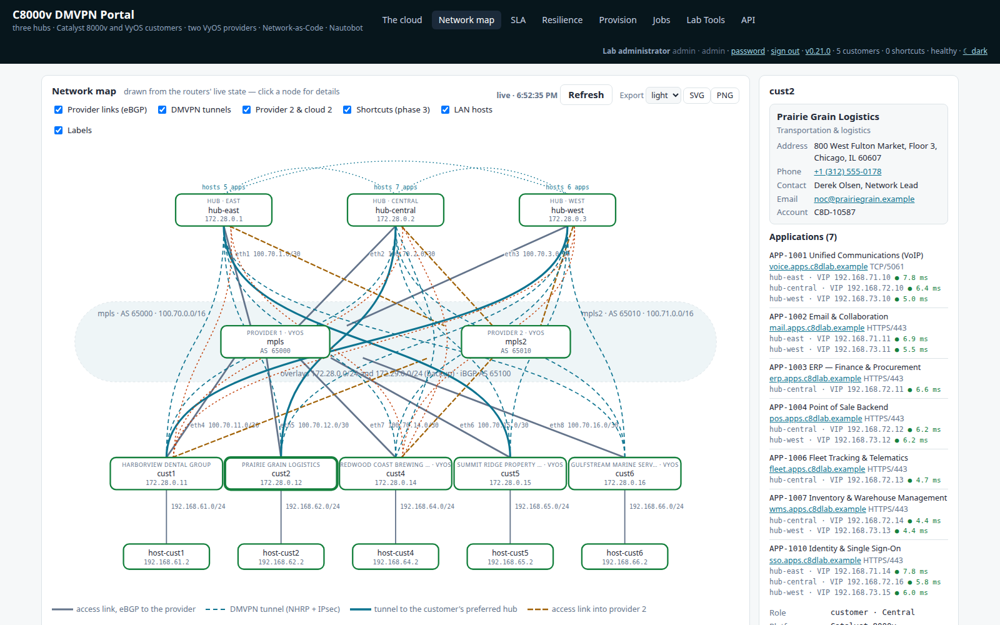 C8000v DMVPN Portal
three hubs · Catalyst 8000v and VyOS customers · two VyOS providers · Network-as-Code · Nautobot
The cloud Network map SLA Resilience Provision Jobs Lab Tools API
Lab administrator admin · admin · password · sign out · v0.21.0 · 5 customers · 0 shortcuts · healthy · ☾ dark
Network map drawn from the routers' live state — click a node for details
live · 6:52:35 PM Refresh Export light SVG PNG
Provider links (eBGP) DMVPN tunnels Provider 2 & cloud 2 Shortcuts (phase 3) LAN hosts
Labels
hosts 5 apps hosts 7 apps hosts 6 apps
HUB · EAST HUB · CENTRAL HUB · WEST
hub-east hub-central hub-west
172.28.0.1 172.28.0.2 172.28.0.3
eth1 100.70.1.0/30 eth2 100.70.2.0/30 eth3 100.70.3.0/30
mpls · AS 65000 · 100.70.0.0/16 mpls2 · AS 65010 · 100.71.0.0/16
PROVIDER 1 · VYOS PROVIDER 2 · VYOS
mpls mpls2
AS 65000 AS 65010
overlays 172.28.0.0/24 and 172.29.0.0/24 (backup) · iBGP AS 65100
eth4 100.70.11.0/30 eth5 100.70.12.0/30 eth7 100.70.14.0/30 eth6 100.70.15.0/30 eth8 100.70.16.0/30
HARBORVIEW DENTAL GROUP PRAIRIE GRAIN LOGISTICS REDWOOD COAST BREWING … · VYOS SUMMIT RIDGE PROPERTY … · VYOS GULFSTREAM MARINE SERV… · VYOS
cust1 cust2 cust4 cust5 cust6
172.28.0.11 172.28.0.12 172.28.0.14 172.28.0.15 172.28.0.16
192.168.61.0/24 192.168.62.0/24 192.168.64.0/24 192.168.65.0/24 192.168.66.0/24
host-cust1 host-cust2 host-cust4 host-cust5 host-cust6
192.168.61.2 192.168.62.2 192.168.64.2 192.168.65.2 192.168.66.2
access link, eBGP to the provider DMVPN tunnel (NHRP + IPsec) tunnel to the customer's preferred hub access link into provider 2
cust2
Prairie Grain Logistics
Transportation & logistics
Address 800 West Fulton Market, Floor 3,
Chicago, IL 60607
Phone +1 (312) 555-0178
Contact Derek Olsen, Network Lead
Email noc@prairiegrain.example
Account C8D-10587
Applications (7)
APP-1001 Unified Communications (VoIP)
voice.apps.c8dlab.example TCP/5061
hub-east · VIP 192.168.71.10 ● 7.8 ms
hub-central · VIP 192.168.72.10 ● 6.4 ms
hub-west · VIP 192.168.73.10 ● 5.0 ms
APP-1002 Email & Collaboration
mail.apps.c8dlab.example HTTPS/443
hub-east · VIP 192.168.71.11 ● 6.9 ms
hub-west · VIP 192.168.73.11 ● 5.5 ms
APP-1003 ERP — Finance & Procurement
erp.apps.c8dlab.example HTTPS/443
hub-central · VIP 192.168.72.11 ● 6.6 ms
APP-1004 Point of Sale Backend
pos.apps.c8dlab.example HTTPS/443
hub-central · VIP 192.168.72.12 ● 6.2 ms
hub-west · VIP 192.168.73.12 ● 6.2 ms
APP-1006 Fleet Tracking & Telematics
fleet.apps.c8dlab.example HTTPS/443
hub-central · VIP 192.168.72.13 ● 4.7 ms
APP-1007 Inventory & Warehouse Management
wms.apps.c8dlab.example HTTPS/443
hub-central · VIP 192.168.72.14 ● 4.4 ms
hub-west · VIP 192.168.73.13 ● 4.4 ms
APP-1010 Identity & Single Sign-On
sso.apps.c8dlab.example HTTPS/443
hub-east · VIP 192.168.71.14 ● 7.8 ms
hub-central · VIP 192.168.72.16 ● 5.8 ms
hub-west · VIP 192.168.73.15 ● 6.0 ms
Role customer · Central